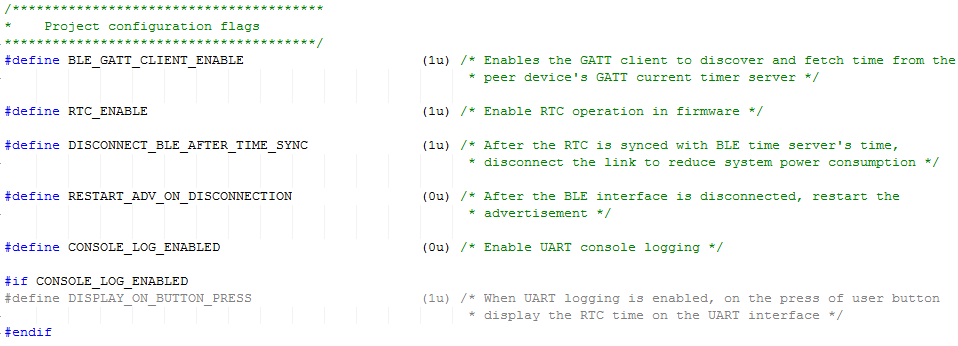 /***************************************
*    Project configuration flags
***************************************/
#define BLE_GATT_CLIENT_ENABLE (1u) /* Enables the GATT client to discover and fetch time from the
* peer device's GATT current timer server */
#define RTC_ENABLE (1u) /* Enable RTC operation in firmware */
#define DISCONNECT_BLE_AFTER_TIME_SYNC (1u) /* After the RTC is synced with BLE time server's time,
* disconnect the link to reduce system power consumption */
#define RESTART_ADV_ON_DISCONNECTION (0u) /* After the BLE interface is disconnected, restart the
* advertisement */
#define CONSOLE_LOG_ENABLED (0u) /* Enable UART console logging */
#if CONSOLE_LOG_ENABLED
#define DISPLAY_ON_BUTTON_PRESS (1u) /* When UART logging is enabled, on the press of user button
* display the RTC time on the UART interface */
#endif